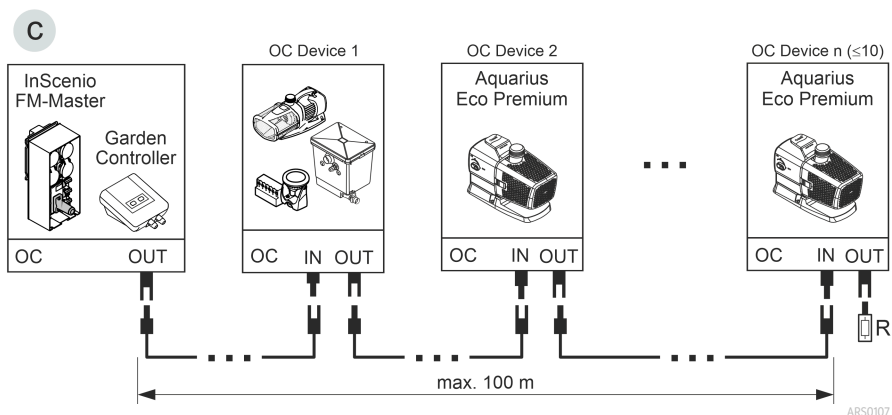 C
OC Device 1
OC Device 2
OC Device n (≤10)
InScenio
FM-Master
Garden
Controller
Aquarius
Eco Premium
Aquarius
Eco Premium
OC OUT
OC IN OUT
OC IN OUT
OC IN OUT
R
max. 100 m
ARS0107